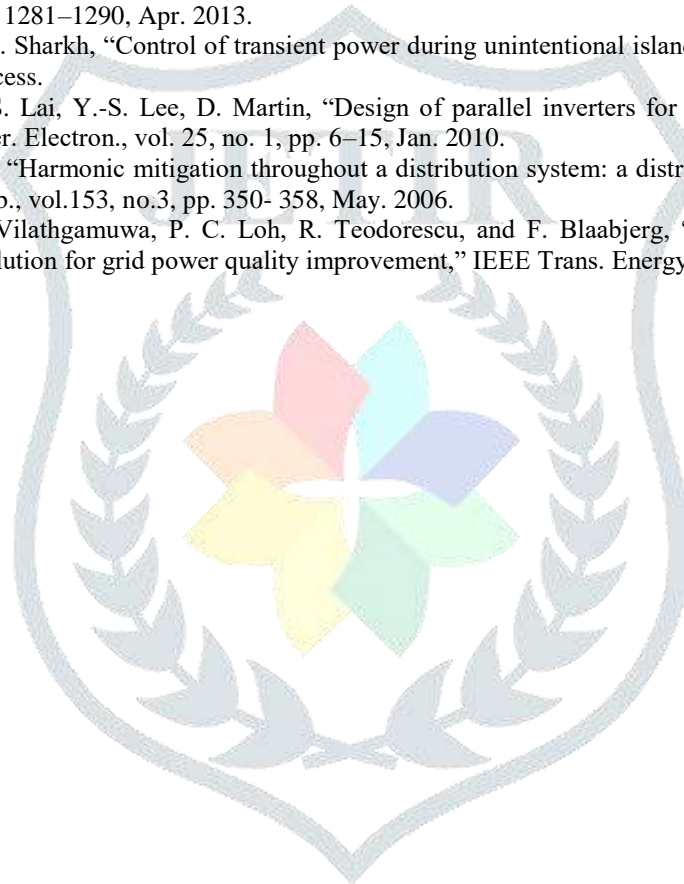 1281–1290, Apr. 2013.
. Sharkh, “Control of transient power during unintentional island
cess.
S. Lai, Y.-S. Lee, D. Martin, “Design of parallel inverters for
er. Electron., vol. 25, no. 1, pp. 6–15, Jan. 2010.
“Harmonic mitigation throughout a distribution system: a distr
p., vol.153, no.3, pp. 350- 358, May. 2006.
Vilathgamuwa, P. C. Loh, R. Teodorescu, and F. Blaabjerg, “
lution for grid power quality improvement,” IEEE Trans. Energy
JETIR